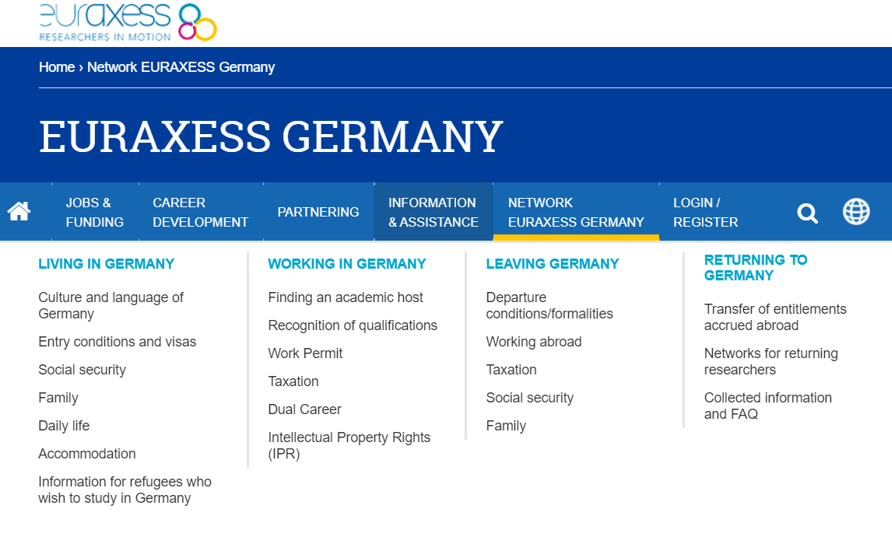 euraxess
RESEARCHERS IN MOTION
Home › Network EURAXESS Germany
EURAXESS GERMANY
JOBS &
FUNDING
CAREER
DEVELOPMENT
PARTNERING
INFORMATION
& ASSISTANCE
NETWORK
EURAXESS GERMANY
LOGIN /
REGISTER
LIVING IN GERMANY
Culture and language of
Germany
Entry conditions and visas
Social security
Family
Daily life
Accommodation
Information for refugees who
wish to study in Germany
WORKING IN GERMANY
Finding an academic host
Recognition of qualifications
Work Permit
Taxation
Dual Career
Intellectual Property Rights
(IPR)
LEAVING GERMANY
Departure
conditions/formalities
Working abroad
Taxation
Social security
Family
RETURNING TO
GERMANY
Transfer of entitlements
accrued abroad
Networks for returning
researchers
Collected information
and FAQ